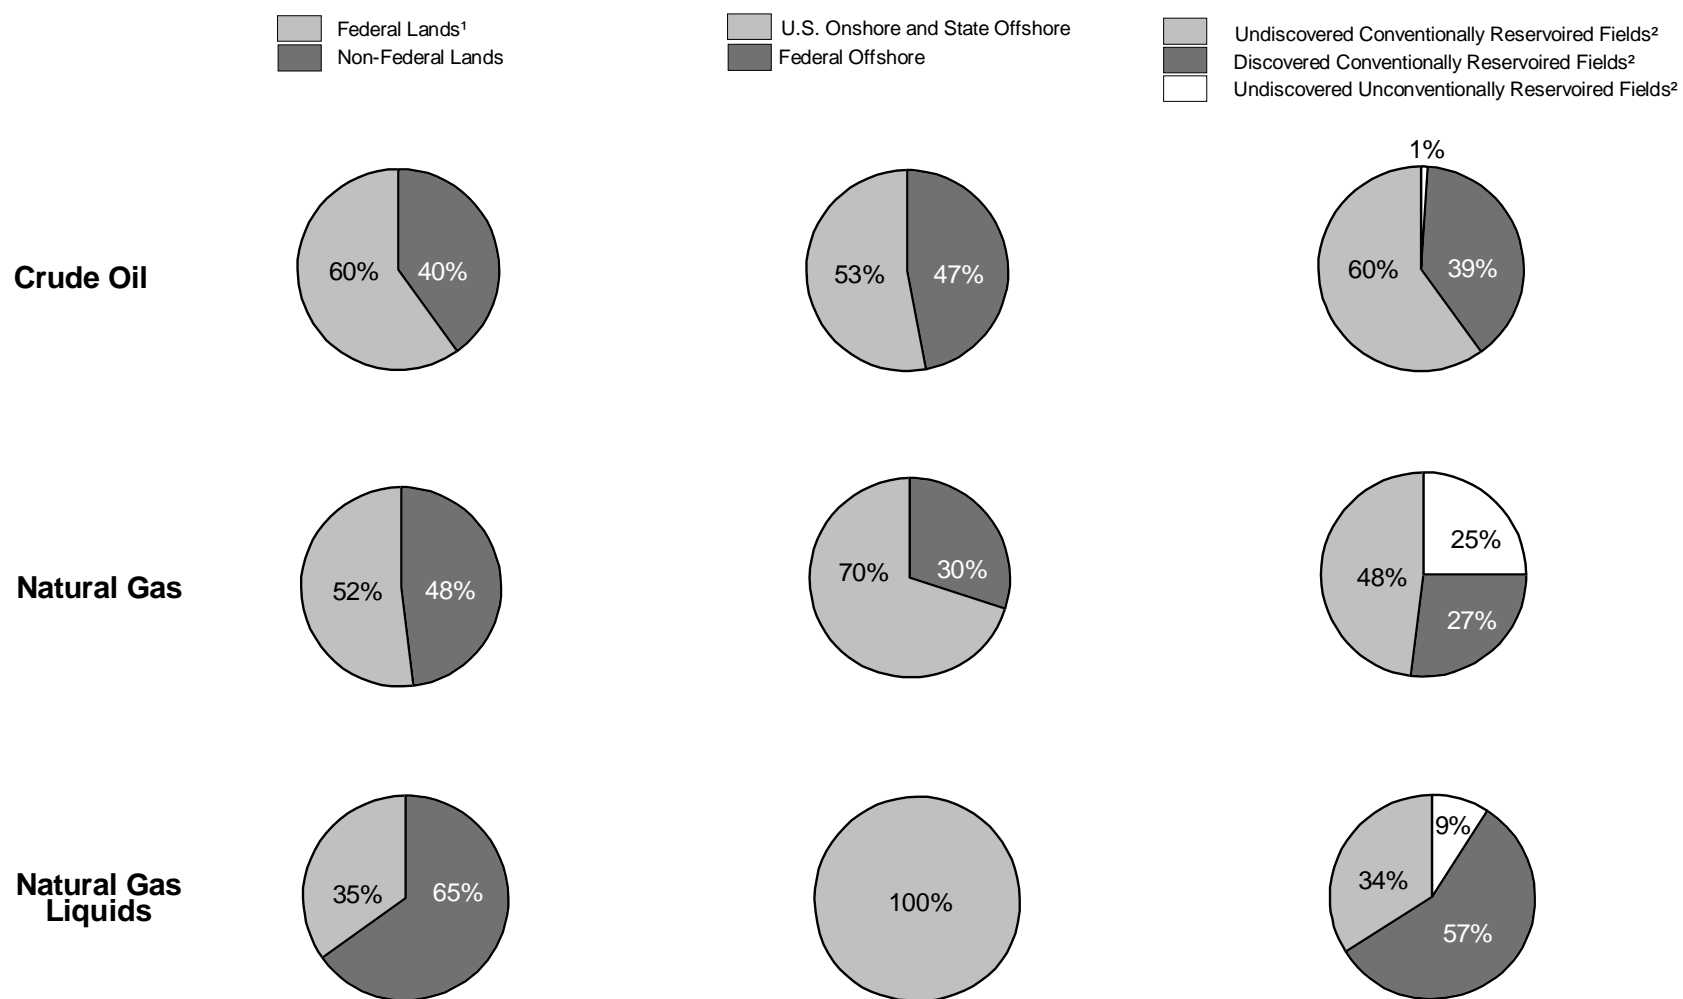 Federal Lands¹
Non-Federal Lands
U.S. Onshore and State Offshore
Federal Offshore
Undiscovered Conventionally Reservoired Fields²
Discovered Conventionally Reservoired Fields²
Undiscovered Unconventionally Reservoired Fields²
Crude Oil
60%
40%
53%
47%
1%
60%
39%
Natural Gas
52%
48%
70%
30%
25%
48%
27%
Natural Gas
Liquids
35%
65%
100%
9%
34%
57%